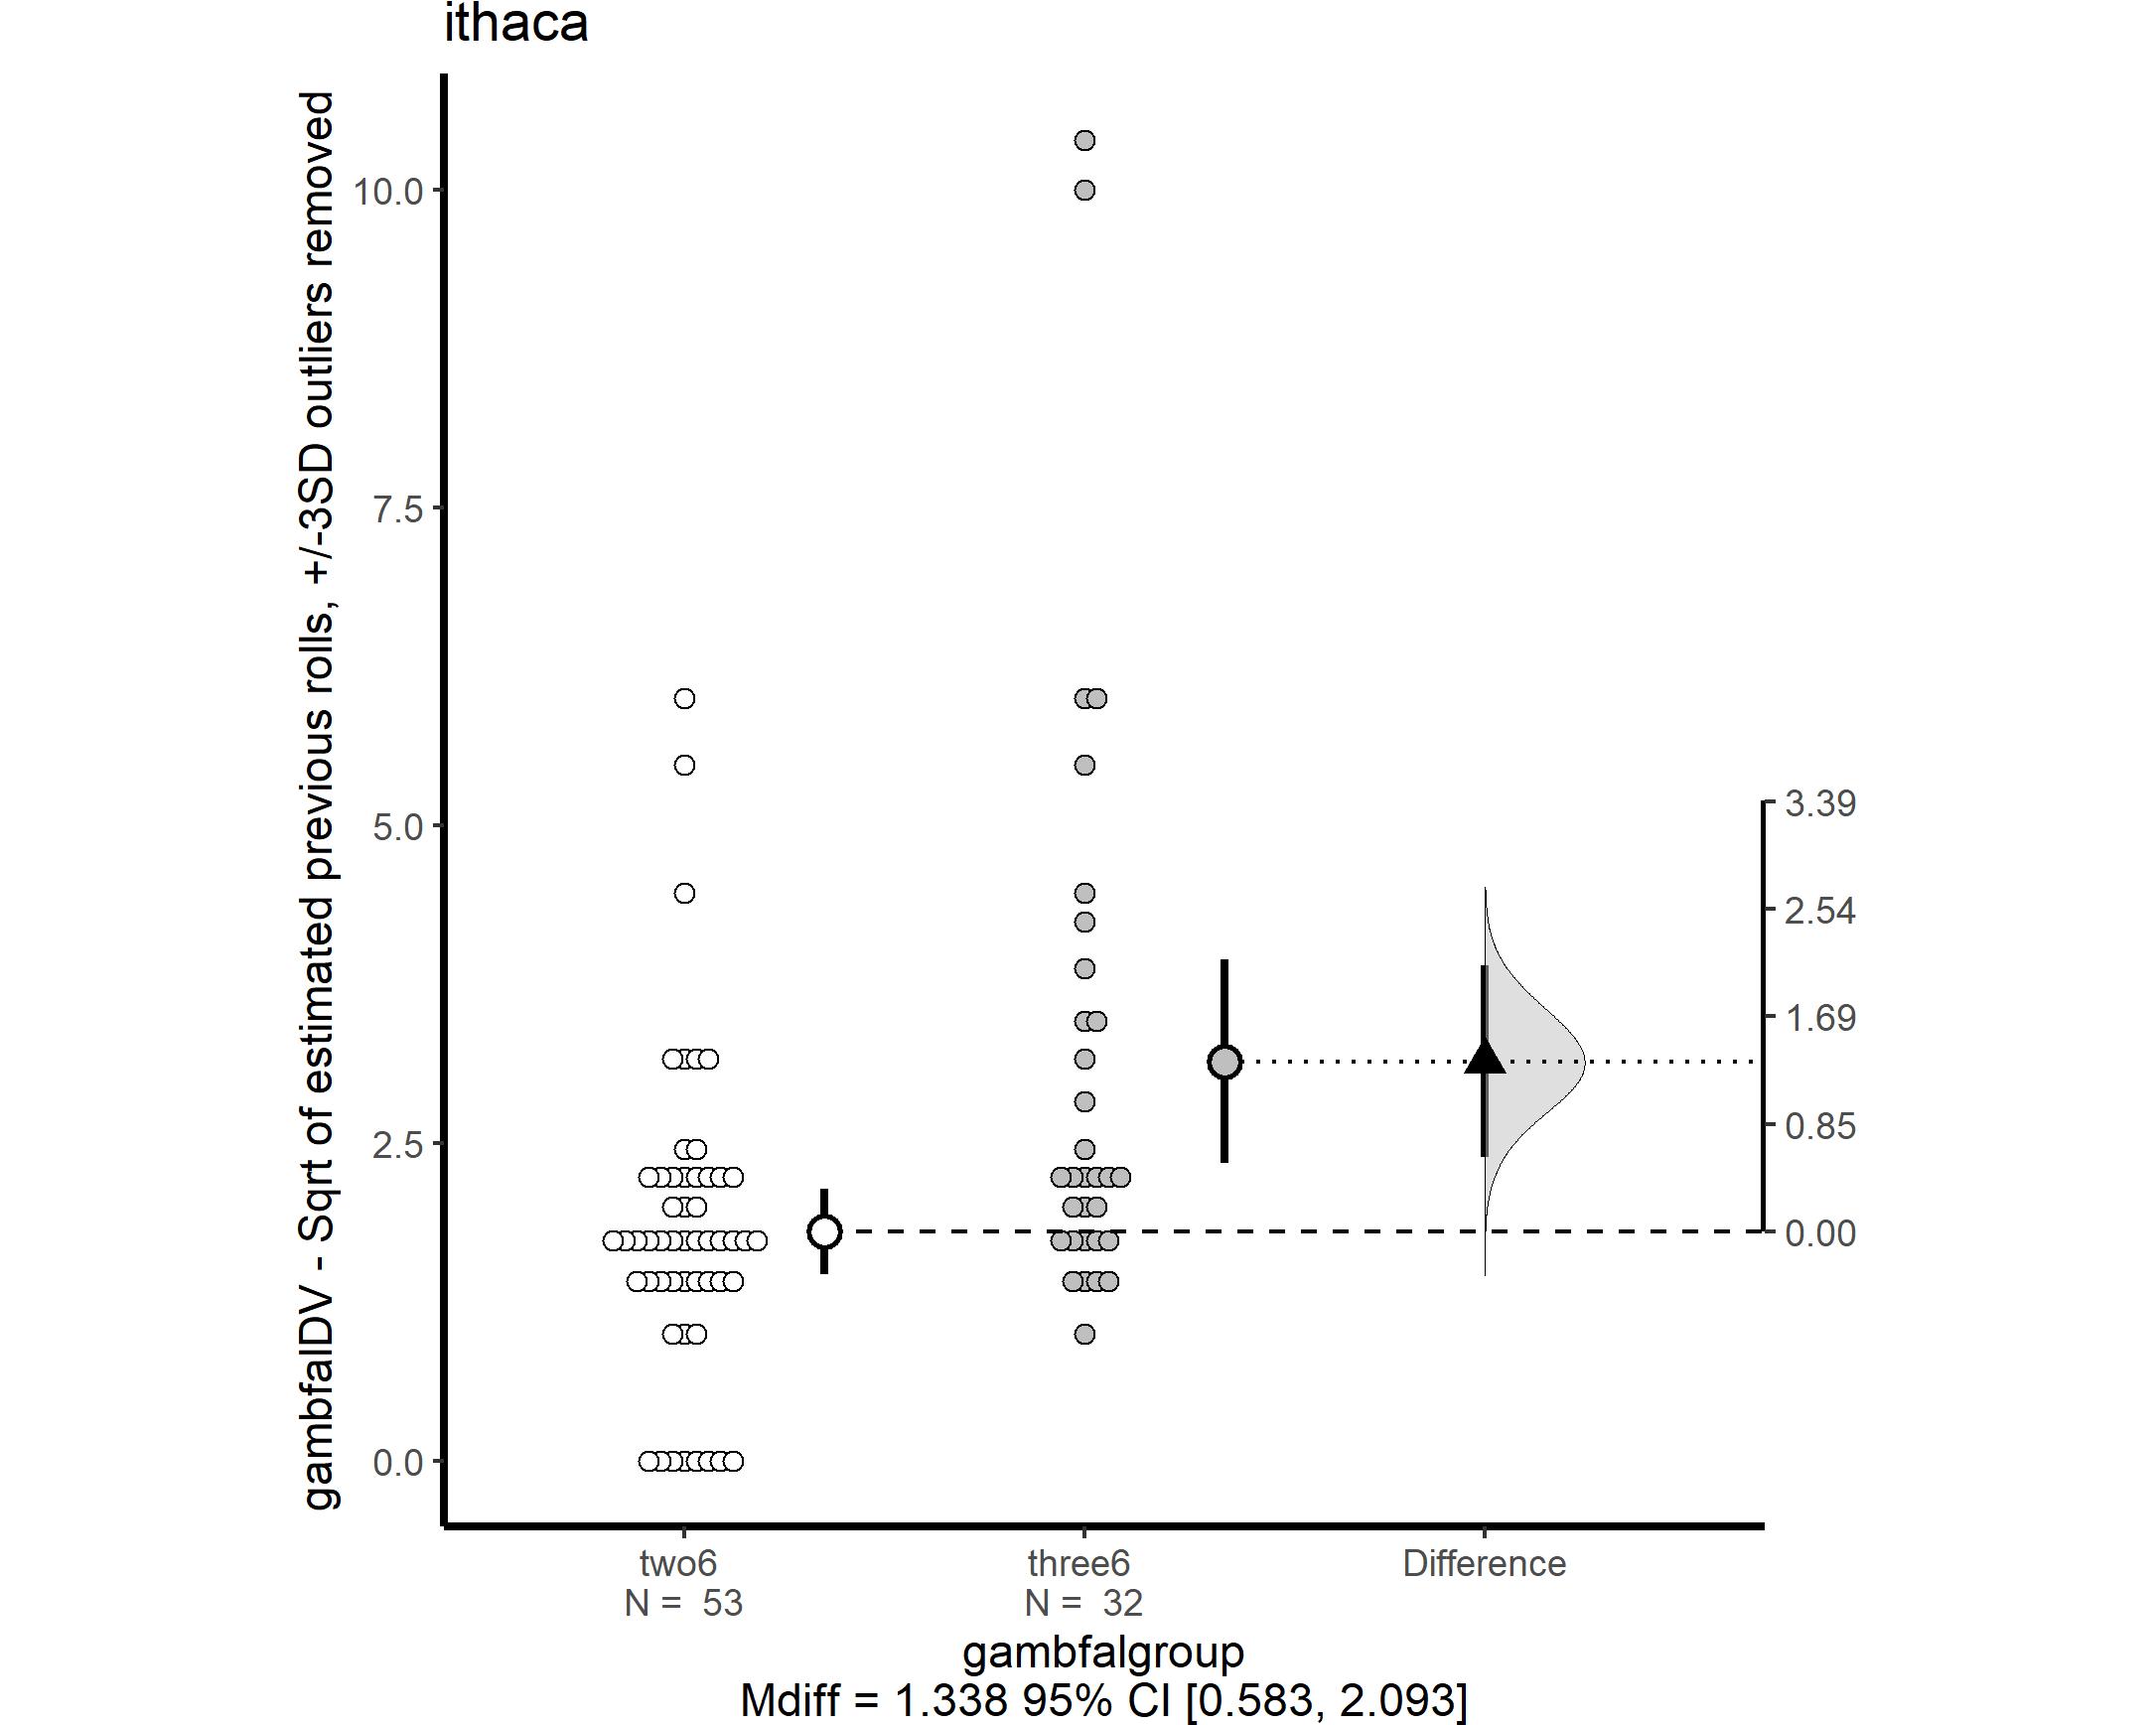 ithaca
gambfalDV - Sqrt of estimated previous rolls, +/-3SD outliers removed
10.0
7.5
5.0
2.5
0.0
3.39
2.54
1.69
0.85
0.00
two6
N =  53
three6
N =  32
Difference
gambfalgroup
Mdiff = 1.338 95% CI [0.583, 2.093]